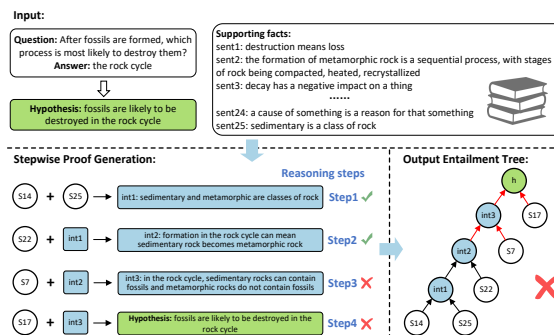 Input:
Question: After fossils are formed, which
process is most likely to destroy them?
Answer: the rock cycle
Hypothesis: fossils are likely to be
destroyed in the rock cycle
Supporting facts:
sent1: destruction means loss
sent2: the formation of metamorphic rock is a sequential process, with stages
of rock being compacted, heated, recrystallized
sent3: decay has a negative impact on a thing
......
sent24: a cause of something is a reason for that something
sent25: sedimentary is a class of rock
Stepwise Proof Generation:
Reasoning steps
S14 + S25 int1: sedimentary and metamorphic are classes of rock Step1
S22 + int1 int2: formation in the rock cycle can mean
sedimentary rock becomes metamorphic rock Step2
S7 + int2 int3: in the rock cycle, sedimentary rocks can contain
fossils and metamorphic rocks do not contain fossils Step3
S17 + int3 Hypothesis: fossils are likely to be destroyed in
the rock cycle Step4
Output Entailment Tree:
h
int3 S17
int2 S7
int1 S22
S14 S25